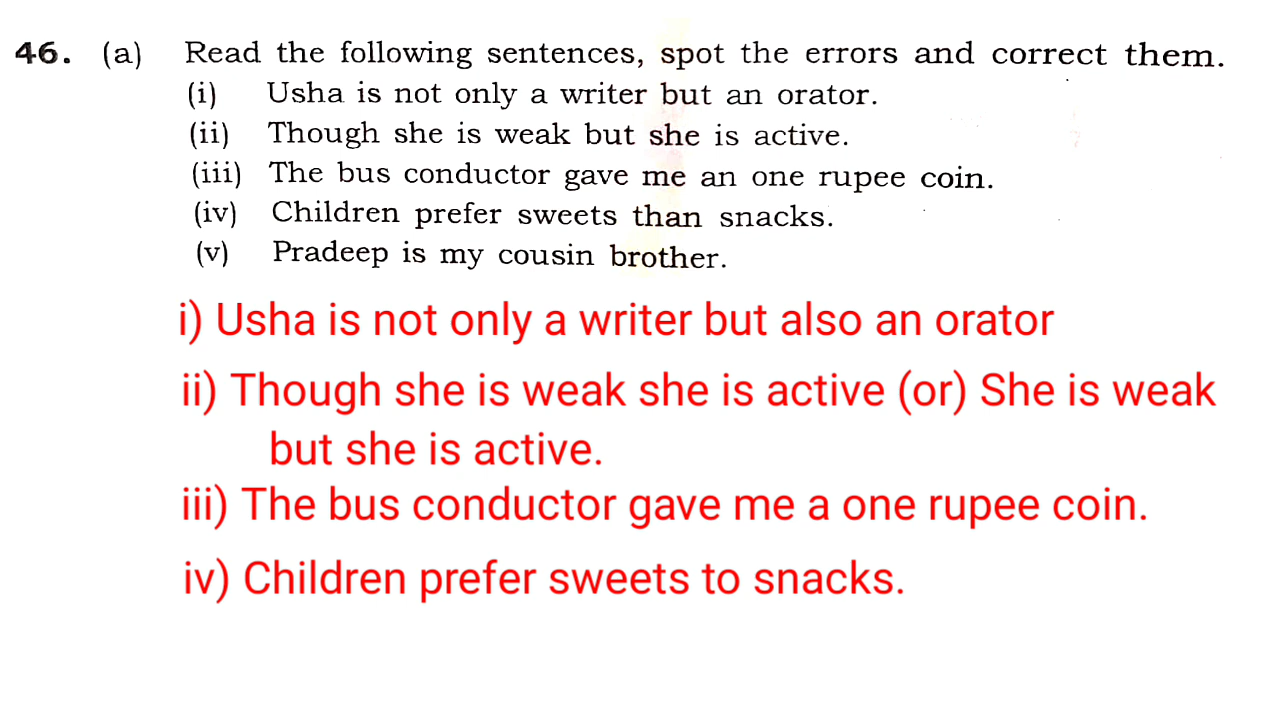 46. (a) Read the following sentences, spot the errors and correct them.
(i) Usha is not only a writer but an orator.
(ii) Though she is weak but she is active.
(iii) The bus conductor gave me an one rupee coin.
(iv) Children prefer sweets than snacks.
(v) Pradeep is my cousin brother.
i) Usha is not only a writer but also an orator
ii) Though she is weak she is active (or) She is weak
but she is active.
iii) The bus conductor gave me a one rupee coin.
iv) Children prefer sweets to snacks.